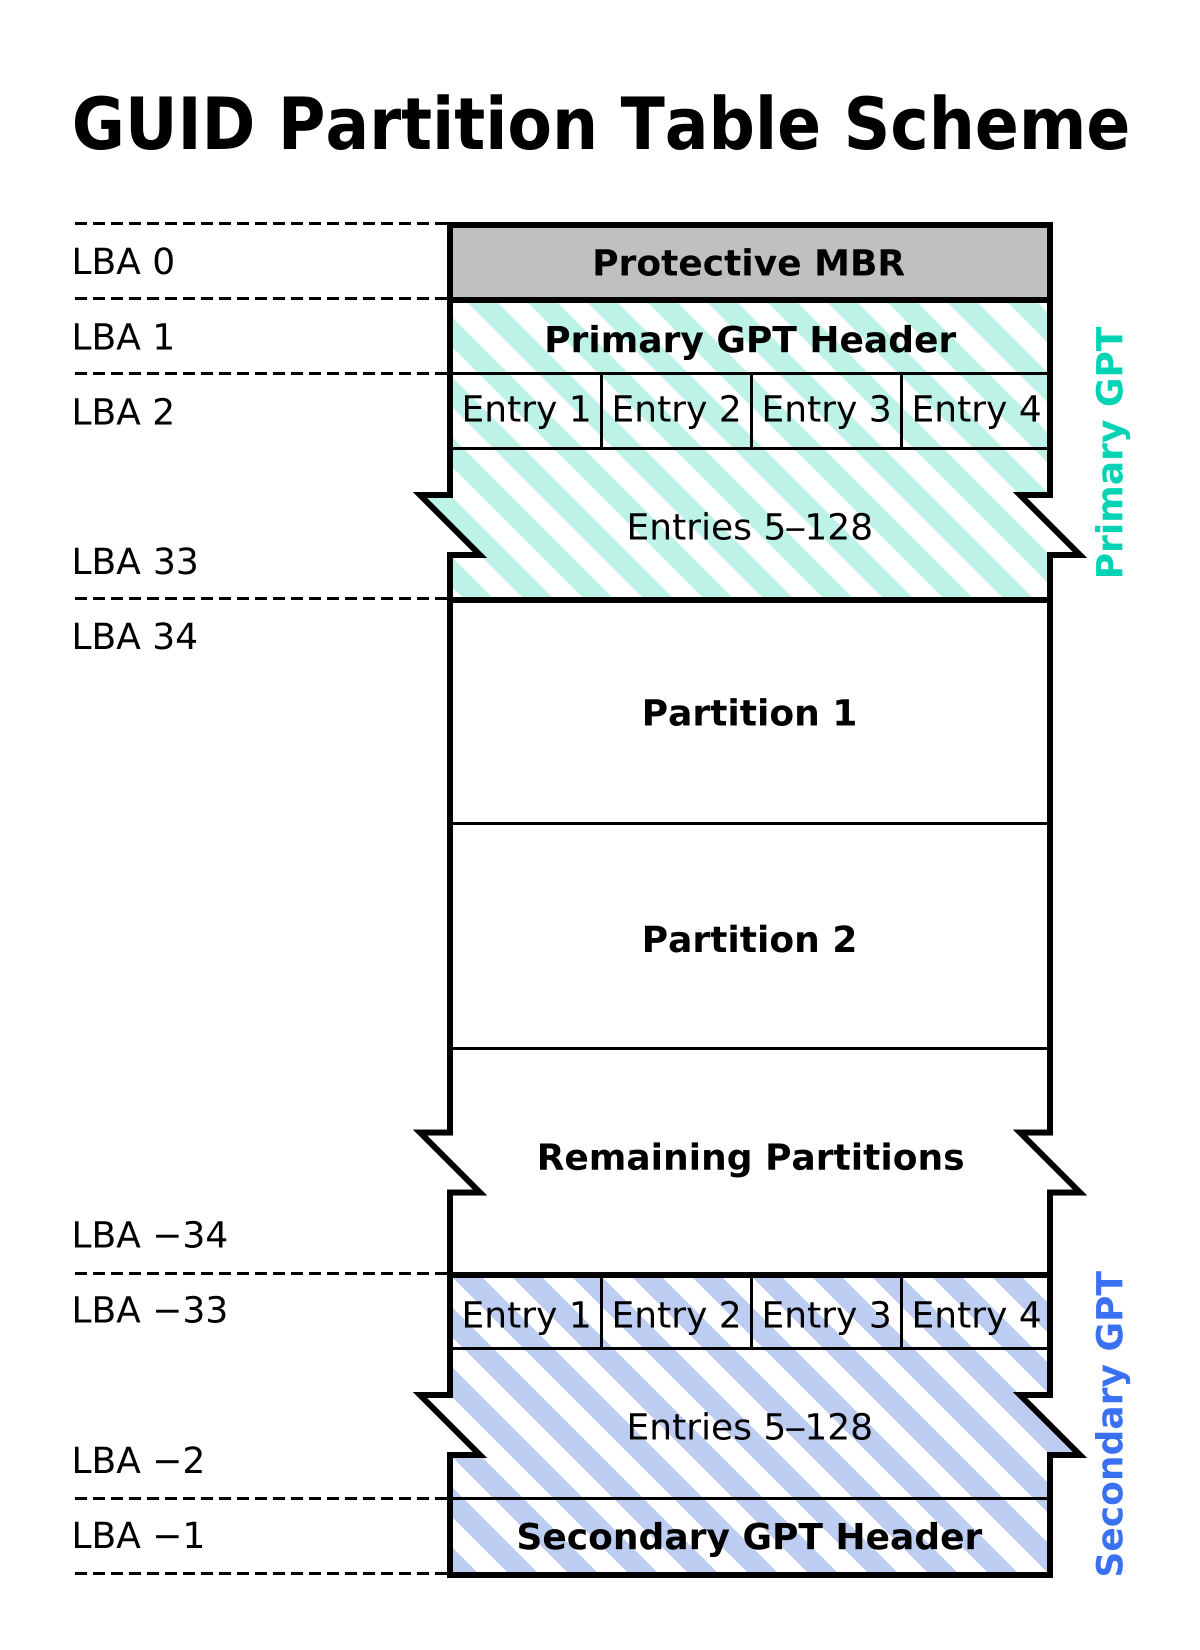 GUID Partition Table Scheme
LBA 0
Protective MBR
LBA 1
Primary GPT Header
LBA 2
Entry 1
Entry 2
Entry 3
Entry 4
Entries 5–128
LBA 33
Primary GPT
LBA 34
Partition 1
Partition 2
Remaining Partitions
LBA −34
LBA −33
Entry 1
Entry 2
Entry 3
Entry 4
Entries 5–128
LBA −2
LBA −1
Secondary GPT Header
Secondary GPT